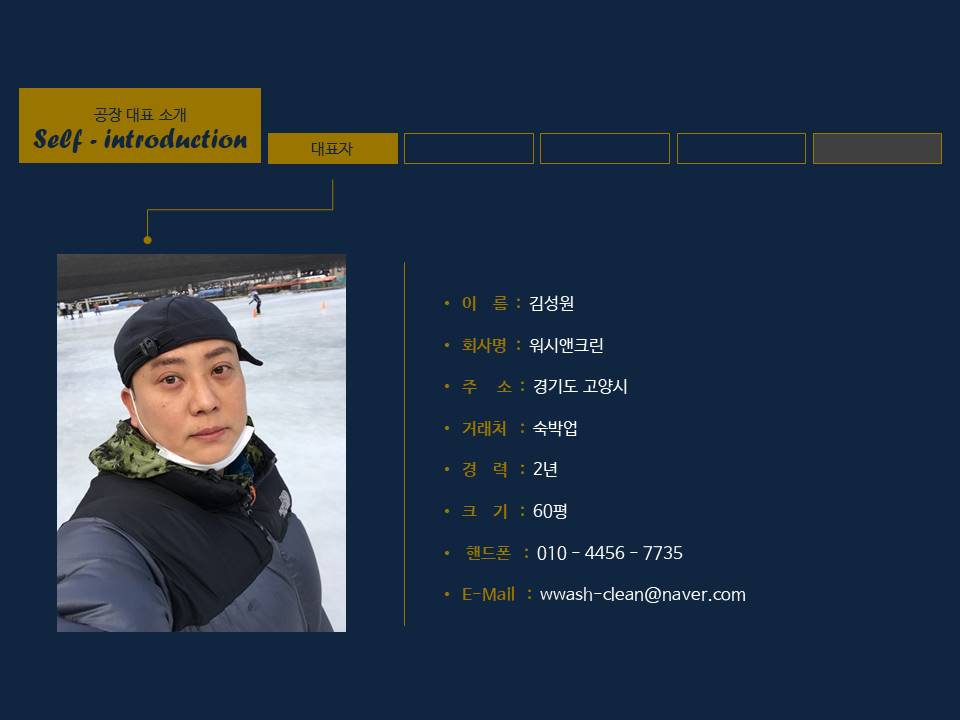 공장 대표 소개
Self - introduction
대표자
• 이 름 : 김성원
• 회사명 : 워시앤크린
• 주 소 : 경기도 고양시
• 거래처 : 숙박업
• 경 력 : 2년
• 크 기 : 60평
• 핸드폰 : 010 - 4456 - 7735
• E-Mail : wwash-clean@naver.com